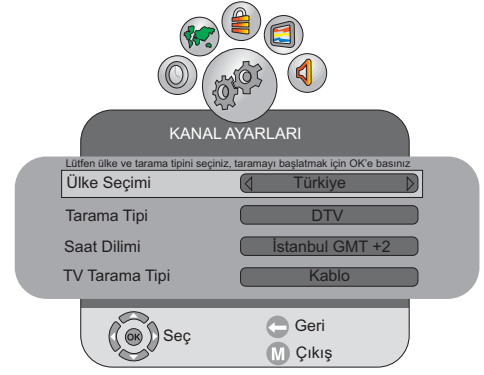 KANAL AYARLARI
Lütfen ülke ve tarama tipini seçiniz, taramayı başlatmak için OK'e basınız
Ülke Seçimi Türkiye
Tarama Tipi DTV
Saat Dilimi İstanbul GMT +2
TV Tarama Tipi Kablo
OK Seç Geri
M Çıkış